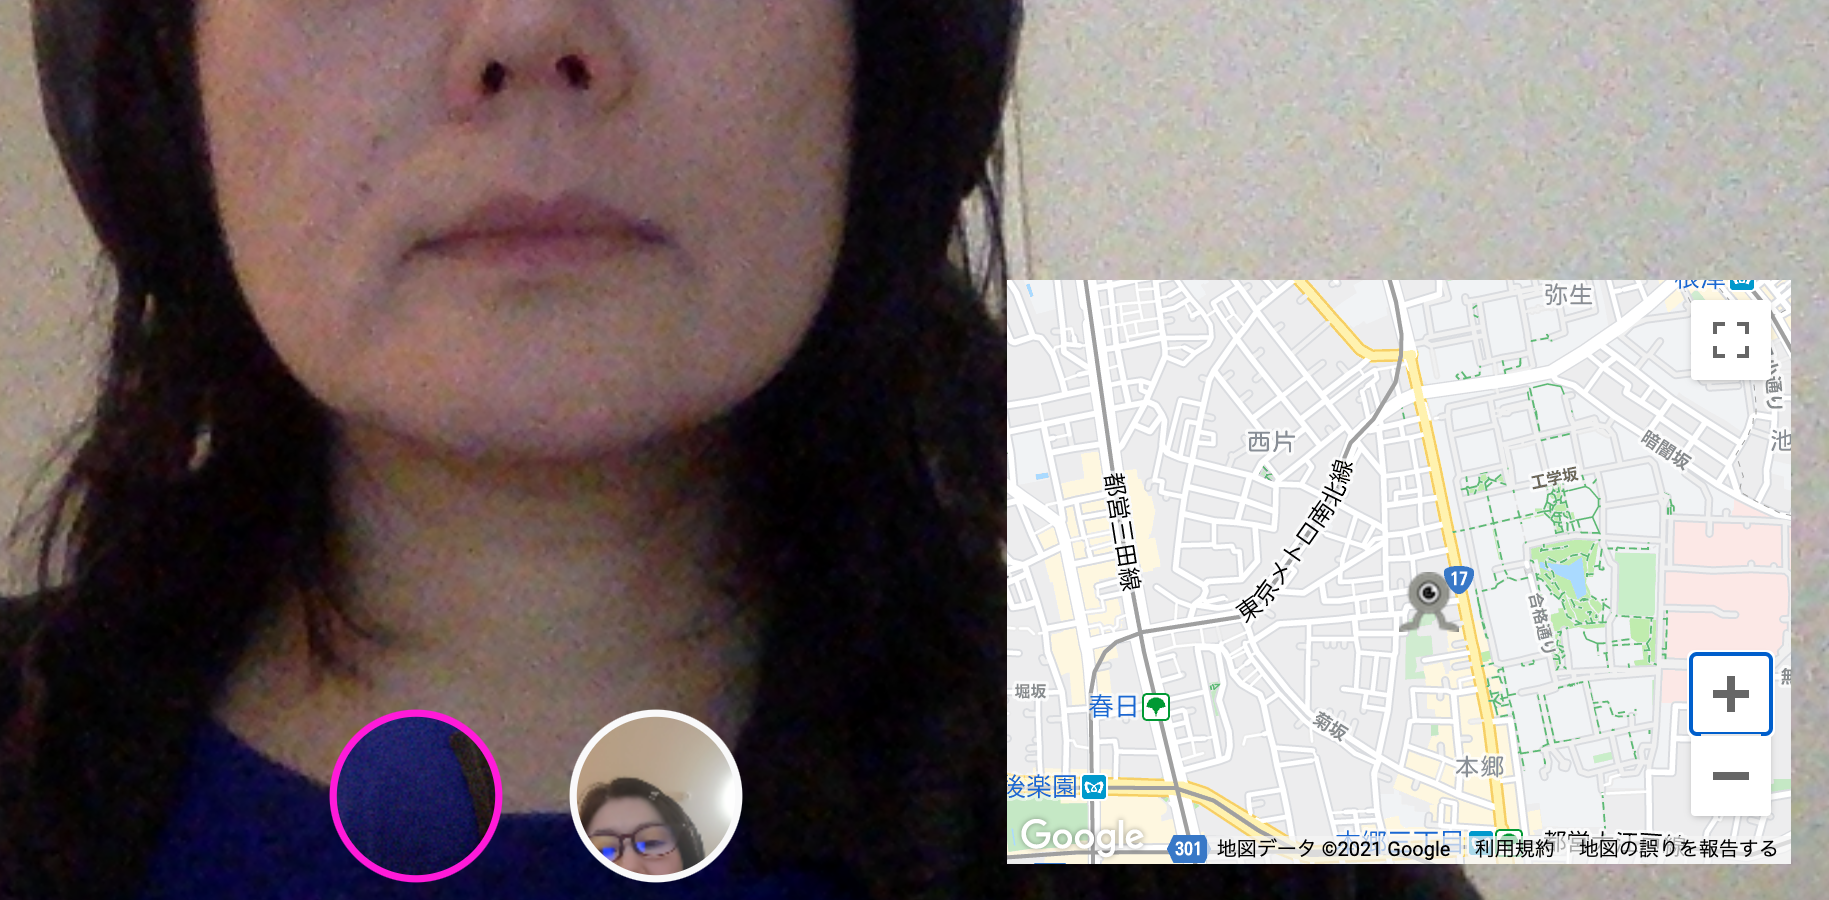 弥生
西片
暗闇坂
池
工学坂
都営三田線
東京メトロ南北線
17
合格通り
堀坂
春日
菊坂
本郷
後楽園
Google
301
地図データ ©2021 Google
利用規約
地図の誤りを報告する